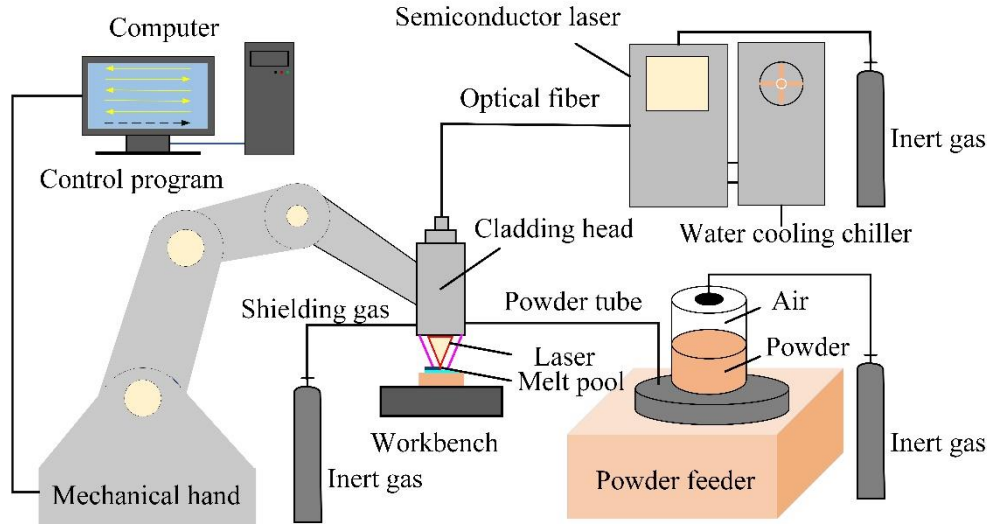 Computer
Control program
Semiconductor laser
Optical fiber
Inert gas
Water cooling chiller
Cladding head
Shielding gas
Powder tube
Air
Powder
Laser
Melt pool
Workbench
Inert gas
Inert gas
Mechanical hand
Powder feeder